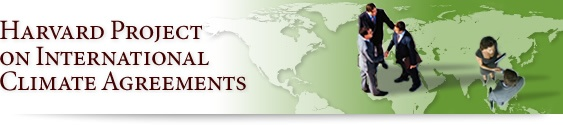 Harvard Project
on International
Climate Agreements